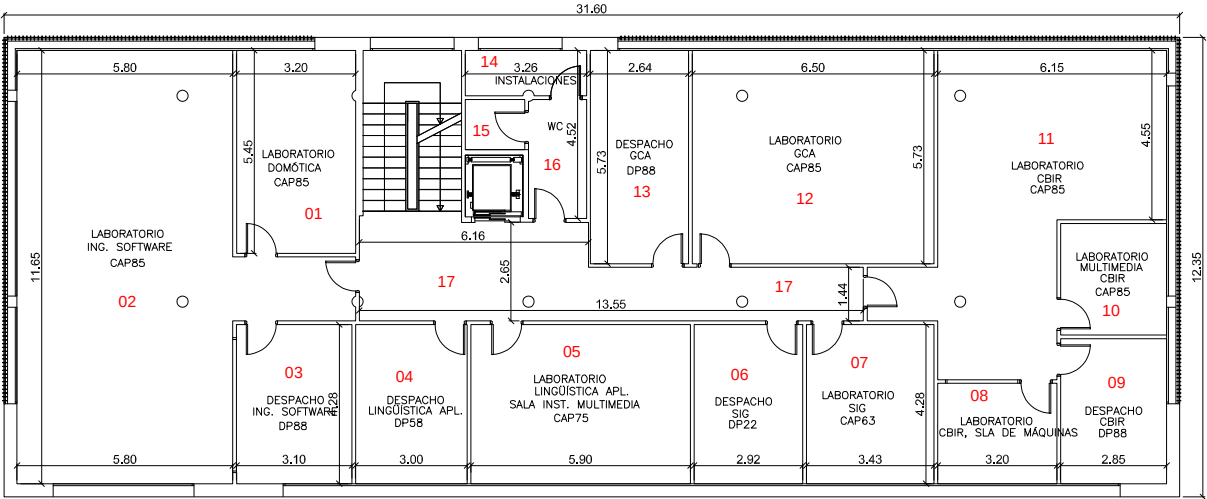 31.60
5.80
3.20
14
3.26
INSTALACIONES
2.64
6.50
6.15
15
WC
4.52
16
5.45
LABORATORIO
DOMÓTICA
CAP85
01
5.73
DESPACHO
GCA
DP88
13
LABORATORIO
GCA
CAP85
12
5.73
11
LABORATORIO
CBIR
CAP85
4.55
LABORATORIO
ING. SOFTWARE
CAP85
02
11.65
6.16
17
2.65
13.55
17
1.44
LABORATORIO
MULTIMEDIA
CBIR
CAP85
10
12.35
03
DESPACHO
ING. SOFTWARE
DP88
04
DESPACHO
LINGÜÍSTICA APL.
DP58
05
LABORATORIO
LINGÜÍSTICA APL.
SALA INST. MULTIMEDIA
CAP75
06
DESPACHO
SIG
DP22
07
LABORATORIO
SIG
CAP63
4.28
08
LABORATORIO
CBIR, SLA DE MÁQUINAS
09
DESPACHO
CBIR
DP88
5.80
3.10
3.00
5.90
2.92
3.43
3.20
2.85